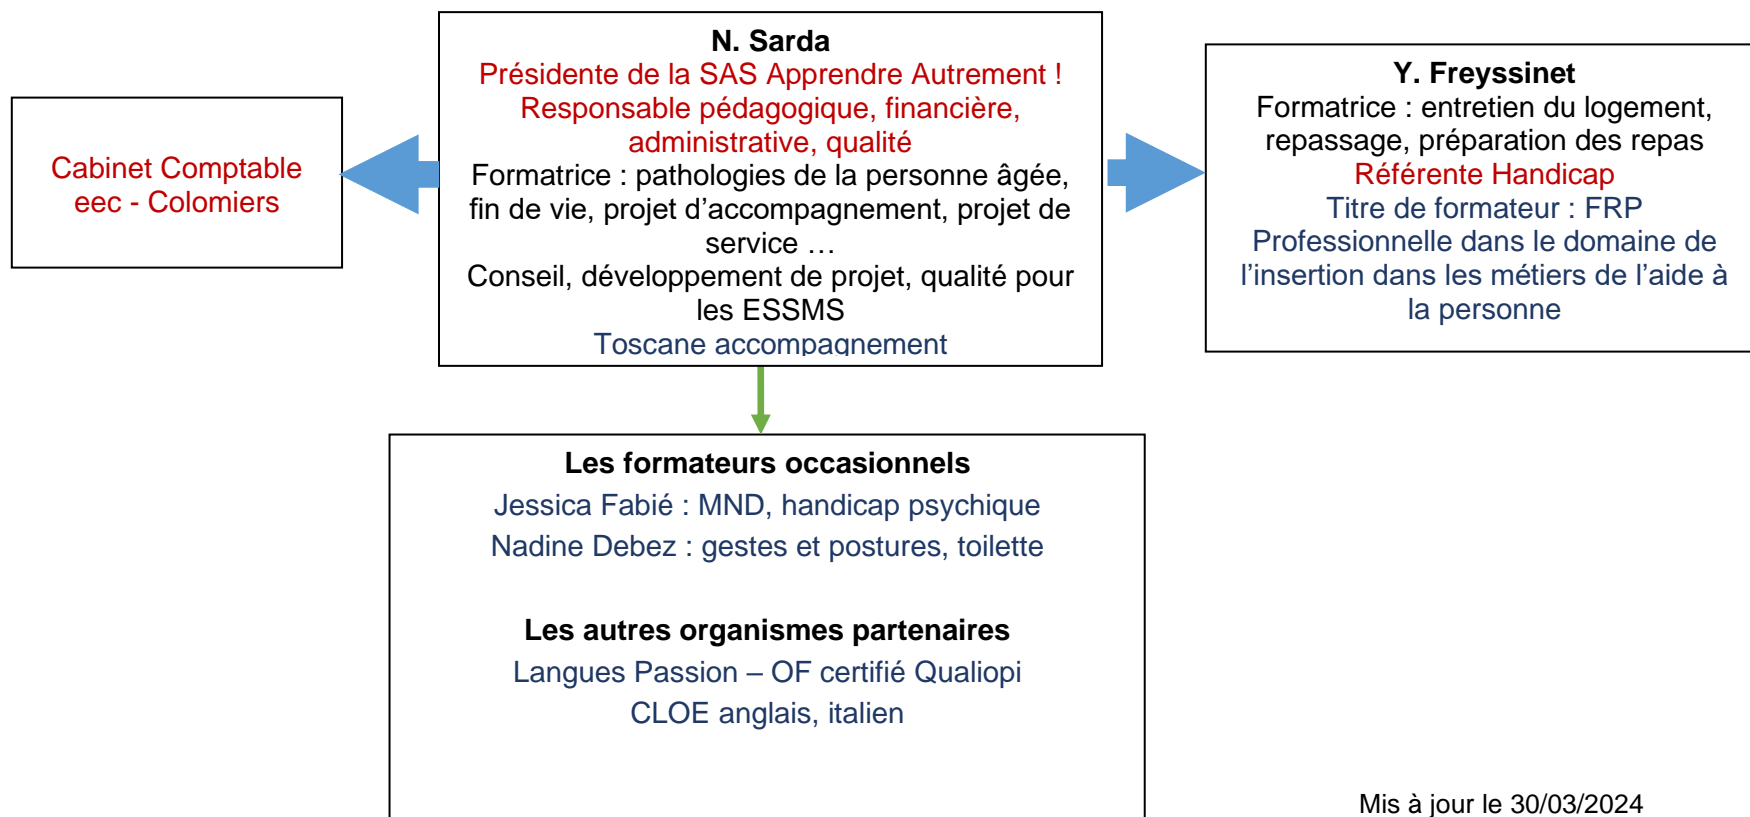 N. Sarda
Présidente de la SAS Apprendre Autrement !
Responsable pédagogique, financière,
administrative, qualité
Formatrice : pathologies de la personne âgée,
fin de vie, projet d’accompagnement, projet de
service …
Conseil, développement de projet, qualité pour
les ESSMS
Toscane accompagnement
Cabinet Comptable
eec - Colomiers
Y. Freyssinet
Formatrice : entretien du logement,
repassage, préparation des repas
Référente Handicap
Titre de formateur : FRP
Professionnelle dans le domaine de
l’insertion dans les métiers de l’aide à
la personne
Les formateurs occasionnels
Jessica Fabié : MND, handicap psychique
Nadine Debez : gestes et postures, toilette
Les autres organismes partenaires
Langues Passion – OF certifié Qualiopi
CLOE anglais, italien
Mis à jour le 30/03/2024